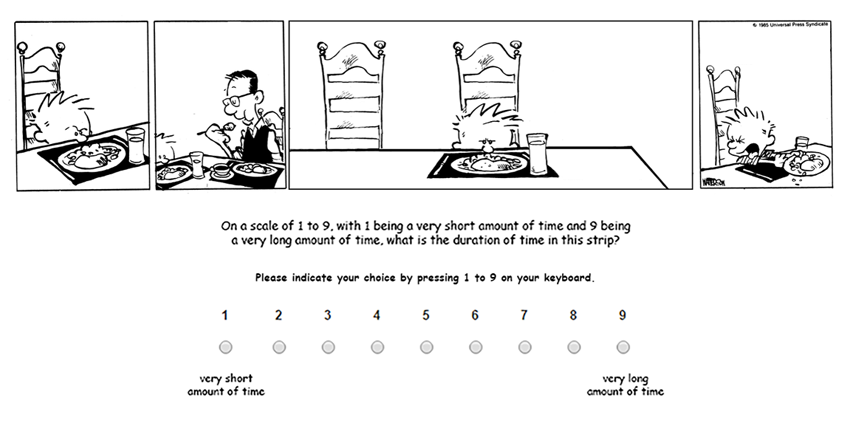 © 1985 Universal Press Syndicate
WATTERSON
On a scale of 1 to 9, with 1 being a very short amount of time and 9 being
a very long amount of time, what is the duration of time in this strip?
Please indicate your choice by pressing 1 to 9 on your keyboard.
1 2 3 4 5 6 7 8 9
very short
amount of time
very long
amount of time